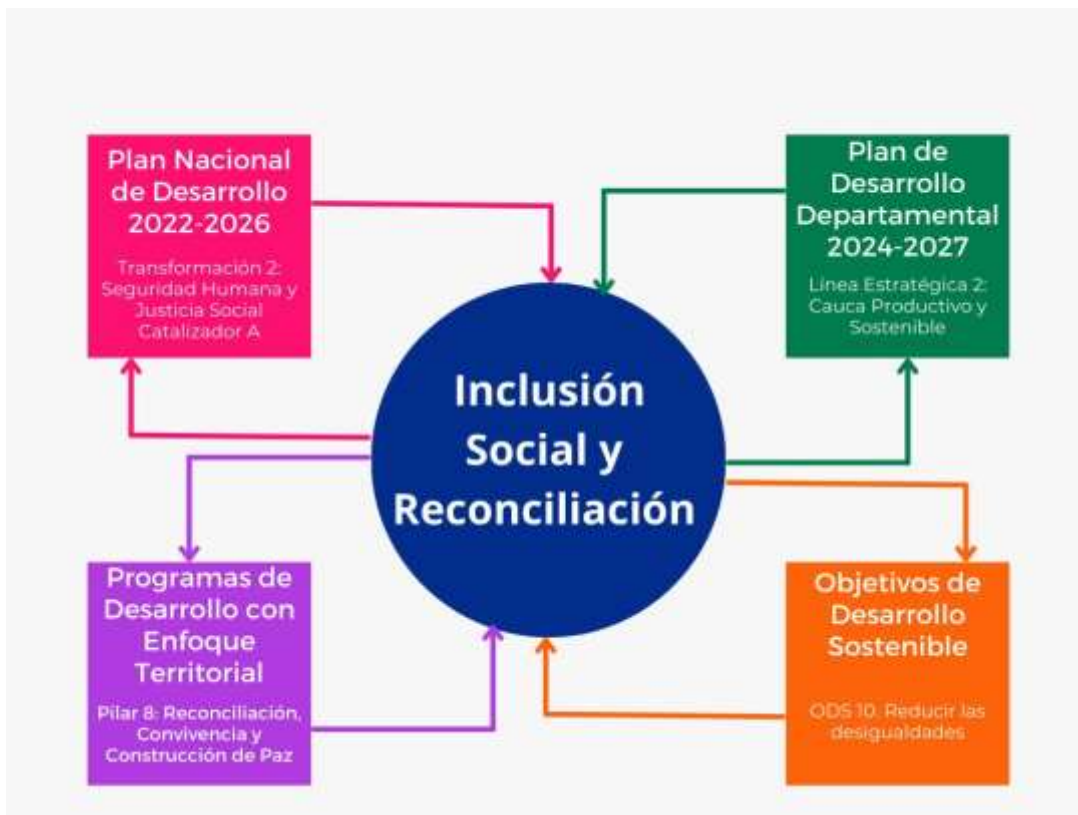 Plan Nacional
de Desarrollo
2022-2026
Transformación 2:
Seguridad Humana y
Justicia Social
Catalizador A
Plan de
Desarrollo
Departamental
2024-2027
Línea Estratégica 2:
Cauca Productivo y
Sostenible
Inclusión
Social y
Reconciliación
Programas de
Desarrollo con
Enfoque
Territorial
Pilar 8: Reconciliación,
Convivencia y
Construcción de Paz
Objetivos de
Desarrollo
Sostenible
ODS 10. Reducir las
desigualdades